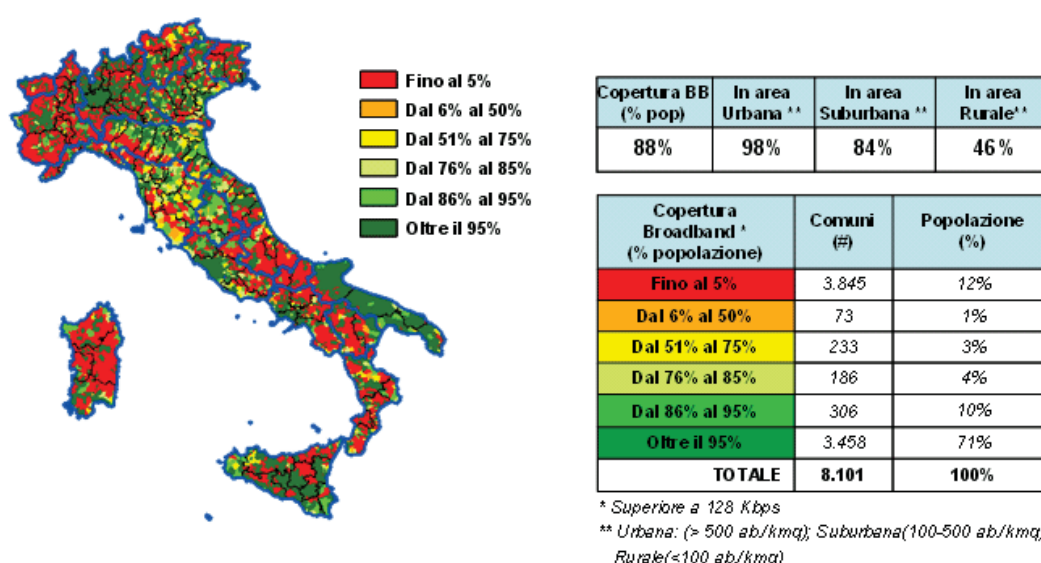 Fino al 5%
Dal 6% al 50%
Dal 51% al 75%
Dal 76% al 85%
Dal 86% al 95%
Oltre il 95%
Copertura BB (% pop) In area Urbana ** In area Suburbana ** In area Rurale**
88% 98% 84% 46%
Copertura Broadband * (% popolazione) Comuni (#) Popolazione (%)
Fino al 5% 3.845 12%
Dal 6% al 50% 73 1%
Dal 51% al 75% 233 3%
Dal 76% al 85% 186 4%
Dal 86% al 95% 306 10%
Oltre il 95% 3.458 71%
TOTALE 8.101 100%
* Superiore a 128 Kbps
** Urbana: (> 500 ab./kmq); Suburbana(100-500 ab/kmq)
Rurale(<100 ab./kmq)